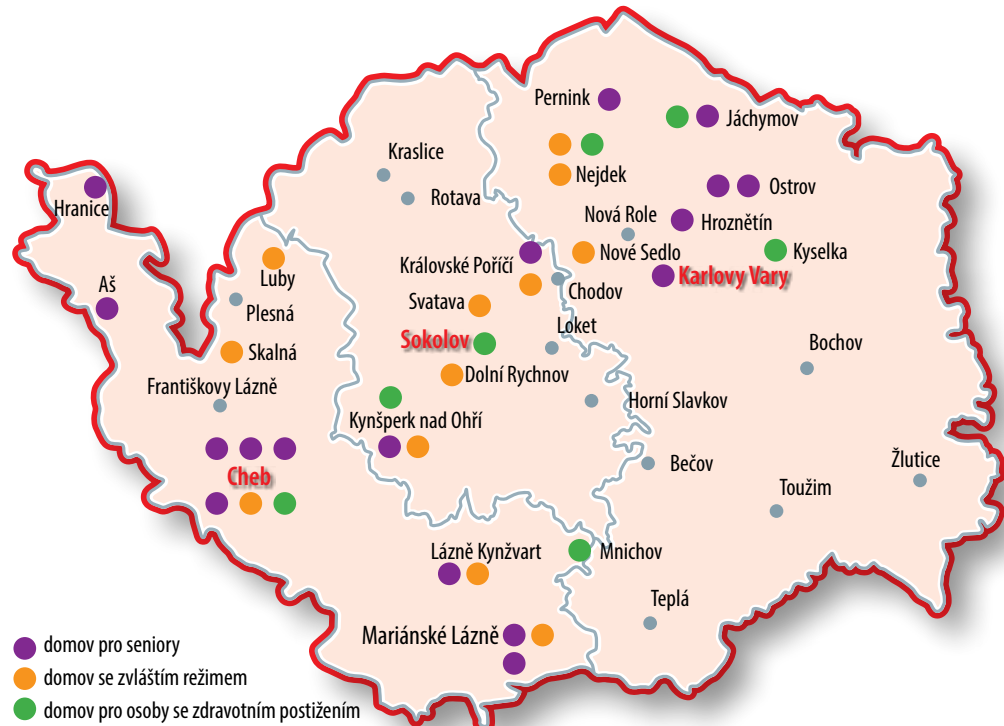 Pernink
Jáchymov
Kraslice
Nejdek
Rotava
Ostrov
Hranice
Nová Role
Hroznětín
Královské Poříčí
Nové Sedlo
Kyselka
Luby
Karlovy Vary
Aš
Chodov
Plesná
Svatava
Sokolov
Loket
Skalná
Bochov
Dolní Rychnov
Františkovy Lázně
Horní Slavkov
Kynšperk nad Ohří
Bečov
Žlutice
Cheb
Toužim
Lázně Kynžvart
Mnichov
Teplá
Mariánské Lázně
domov pro seniory
domov se zvláštím režimem
domov pro osoby se zdravotním postižením